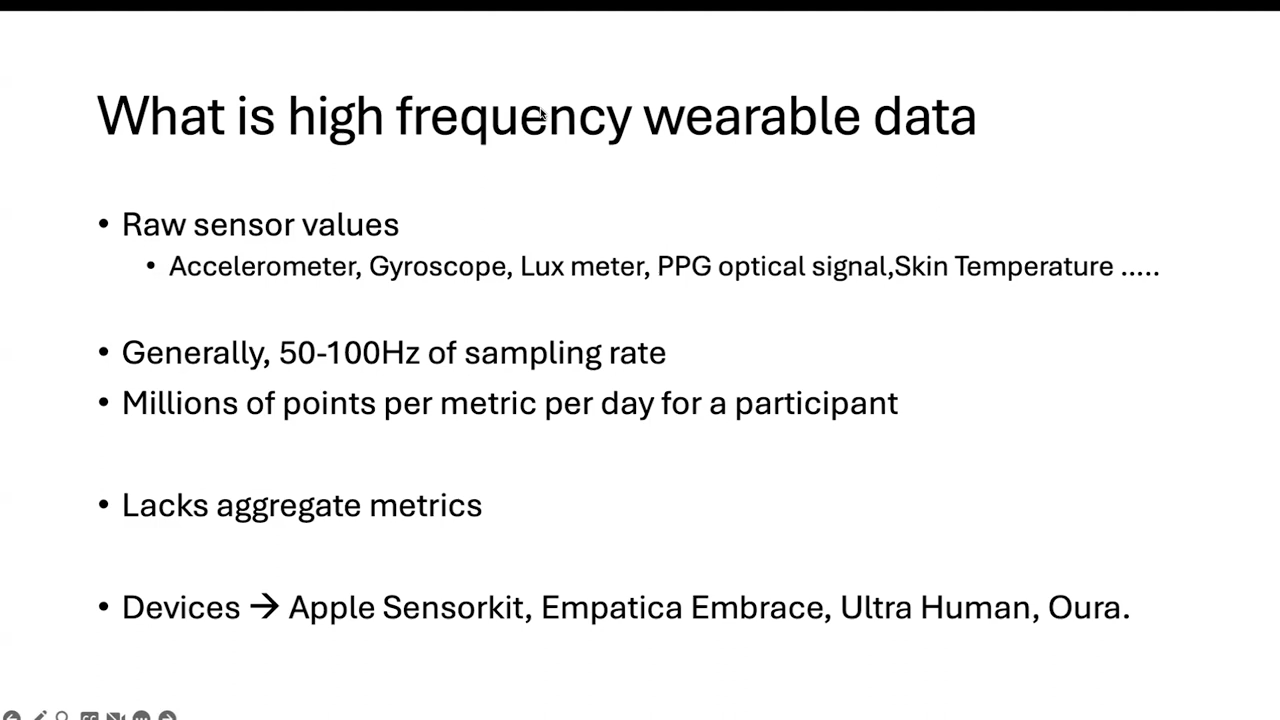 What is high frequency wearable data
• Raw sensor values
• Accelerometer, Gyroscope, Lux meter, PPG optical signal,Skin Temperature .....
• Generally, 50-100Hz of sampling rate
• Millions of points per metric per day for a participant
• Lacks aggregate metrics
• Devices → Apple Sensorkit, Empatica Embrace, Ultra Human, Oura.